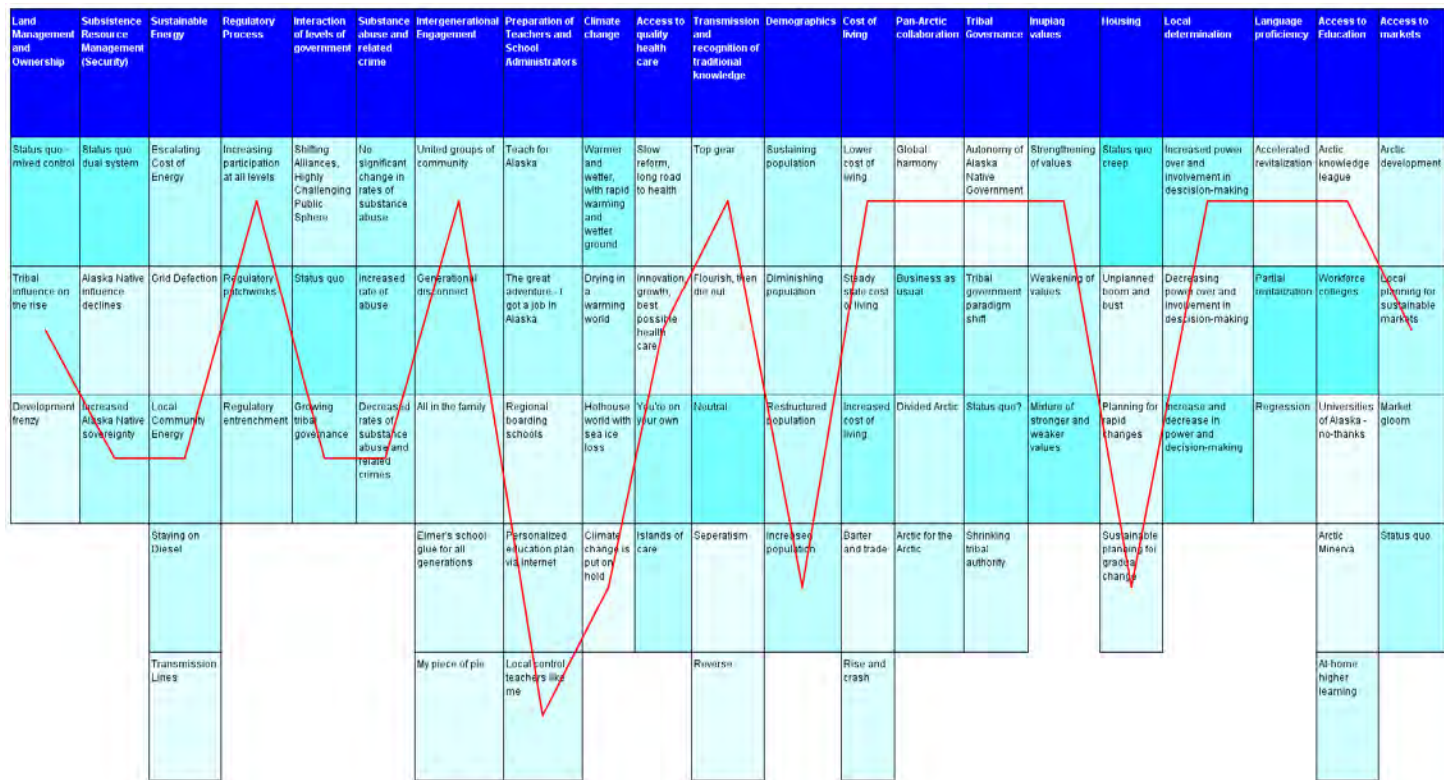 Land
Management
and
Ownership
Subsistence
Resource
Management
(Security)
Sustainable
Energy
Regulatory
Process
Interaction
of levels of
government
Substance
abuse and
related
crime
Intergenerational
Engagement
Preparation of
Teachers and
School
Administrators
Climate
change
Access to
quality
health
care
Transmission
and
recognition of
traditional
knowledge
Demographics
Cost of
living
Pan-Arctic
collaboration
Tribal
Governance
Inupiaq
values
Housing
Local
determination
Language
proficiency
Access to
Education
Access to
markets
Status quo -
mixed control
Status quo
dual system
Escalating
Cost of
Energy
Increasing
participation
at all levels
Shifting
Alliances,
Highly
Challenging
Public
Sphere
No
significant
change in
rates of
substance
abuse
United groups of
community
Teach for
Alaska
Warmer
and
wetter,
with rapid
warming
and
wetter
ground
Slow
reform,
long road
to health
Top gear
Sustaining
population
Lower
cost of
wing
Global
harmony
Autonomy of
Alaska
Native
Government
Strengthening
of values
Status quo
creep
Increased power
over and
involvement in
descision-making
Accelerated
revitalization
Arctic
knowledge
league
Arctic
development
Tribal
influence on
the rise
Alaska Native
influence
declines
Grid Defection
Regulatory
patchworks
Status quo
Increased
rate of
abuse
Generational
disconnect
The great
adventure - I
got a job in
Alaska
Drying in
a
warming
world
Innovation
growth,
best
possible
health
care
Flourish, then
die out
Diminishing
population
Steady
state cost
of living
Business as
usual
Tribal
government
paradigm
shift
Weakening of
values
Unplanned
boom and
bust
Decreasing
power over and
involvement in
descision-making
Partial
revitalization
Workforce
colleges
Local
planning for
sustainable
markets
Development
frenzy
Increased
Alaska Native
sovereignty
Local
Community
Energy
Regulatory
entrenchment
Growing
tribal
governance
Decreased
rates of
substance
abuse and
related
crimes
All in the family
Regional
boarding
schools
Hothouse
world with
sea ice
loss
You're on
your own
Neutral
Restructured
population
Increased
cost of
living
Divided Arctic
Status quo?
Mixture of
stronger and
weaker
values
Planning for
rapid
changes
Increase and
decrease in
power and
decision-making
Regression
Universities
of Alaska -
no-thanks
Market
gloom
Staying on
Diesel
Elmer's school
glue for all
generations
Personalized
education plan
via internet
Climate
change is
put on
hold
Islands of
care
Seperatism
Increased
population
Barter
and trade
Arctic for the
Arctic
Shrinking
tribal
authority
Sustainable
planning for
gradual
change
Arctic
Minerva
Status quo
Transmission
Lines
My piece of pie
Local control
teachers like
me
Reverse
Rise and
crash
At-home
higher
learning